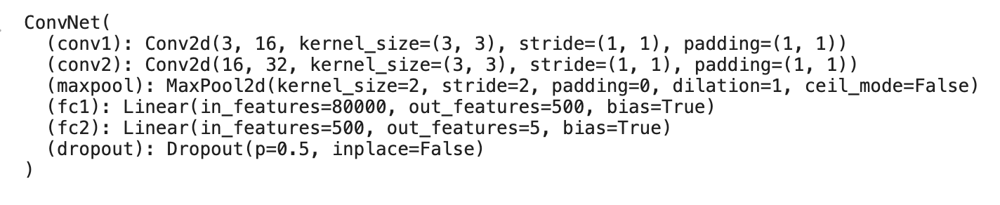 ConvNet(
(conv1): Conv2d(3, 16, kernel_size=(3, 3), stride=(1, 1), padding=(1, 1))
(conv2): Conv2d(16, 32, kernel_size=(3, 3), stride=(1, 1), padding=(1, 1))
(maxpool): MaxPool2d(kernel_size=2, stride=2, padding=0, dilation=1, ceil_mode=False)
(fc1): Linear(in_features=80000, out_features=500, bias=True)
(fc2): Linear(in_features=500, out_features=5, bias=True)
(dropout): Dropout(p=0.5, inplace=False)
)